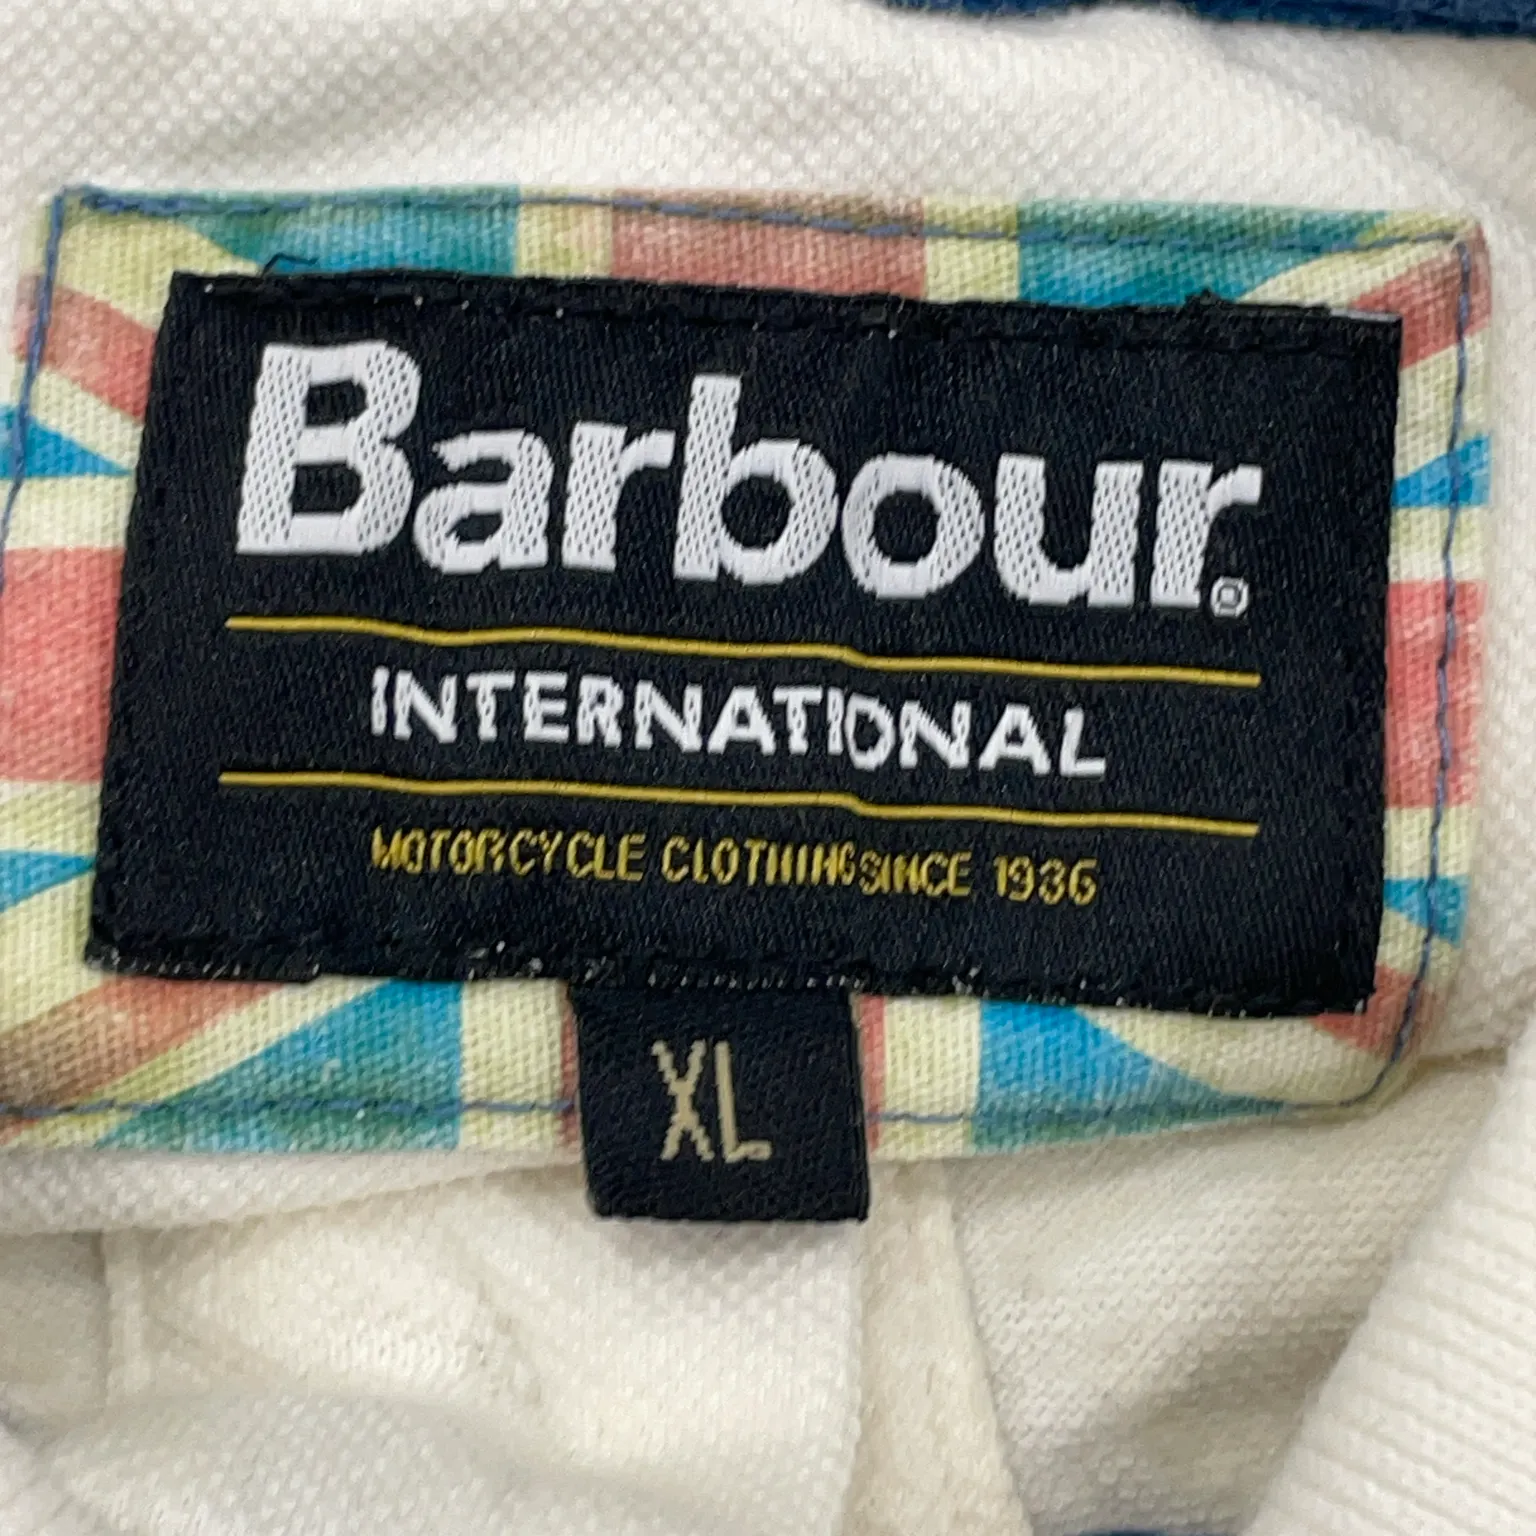 Barbour®
INTERNATIONAL
MOTORCYCLE CLOTHING SINCE 1936
XL